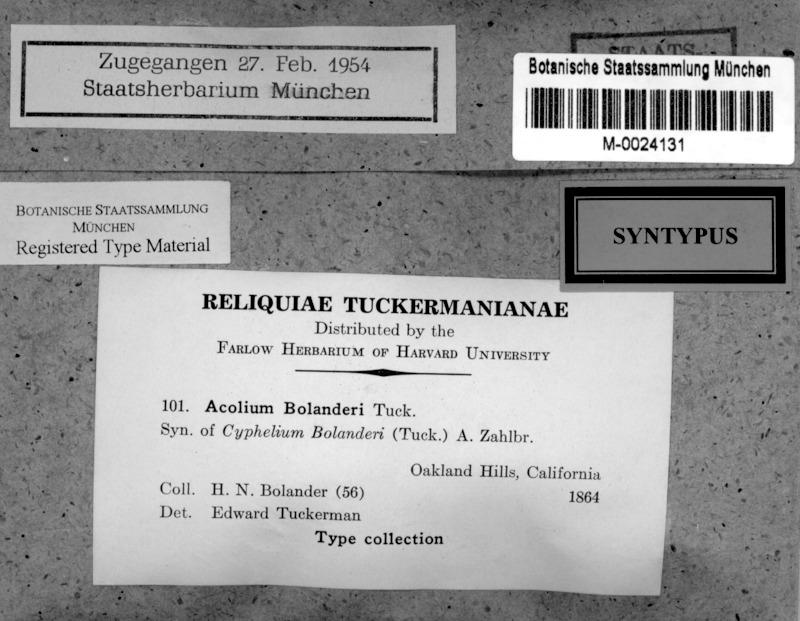 Zugegangen 27. Feb. 1954
Staatsherbarium München
STAATS
Botanische Staatssammlung München
M-0024131
BOTANISCHE STAATSSAMMLUNG
MÜNCHEN
Registered Type Material
SYNTYPUS
RELIQUIAE TUCKERMANIANAE
Distributed by the
FARLOW HERBARIUM OF HARVARD UNIVERSITY
101. Acolium Bolanderi Tuck.
Syn. of Cyphelium Bolanderi (Tuck.) A. Zahlbr.
Oakland Hills, California
Coll. H. N. Bolander (56) 1864
Det. Edward Tuckerman
Type collection